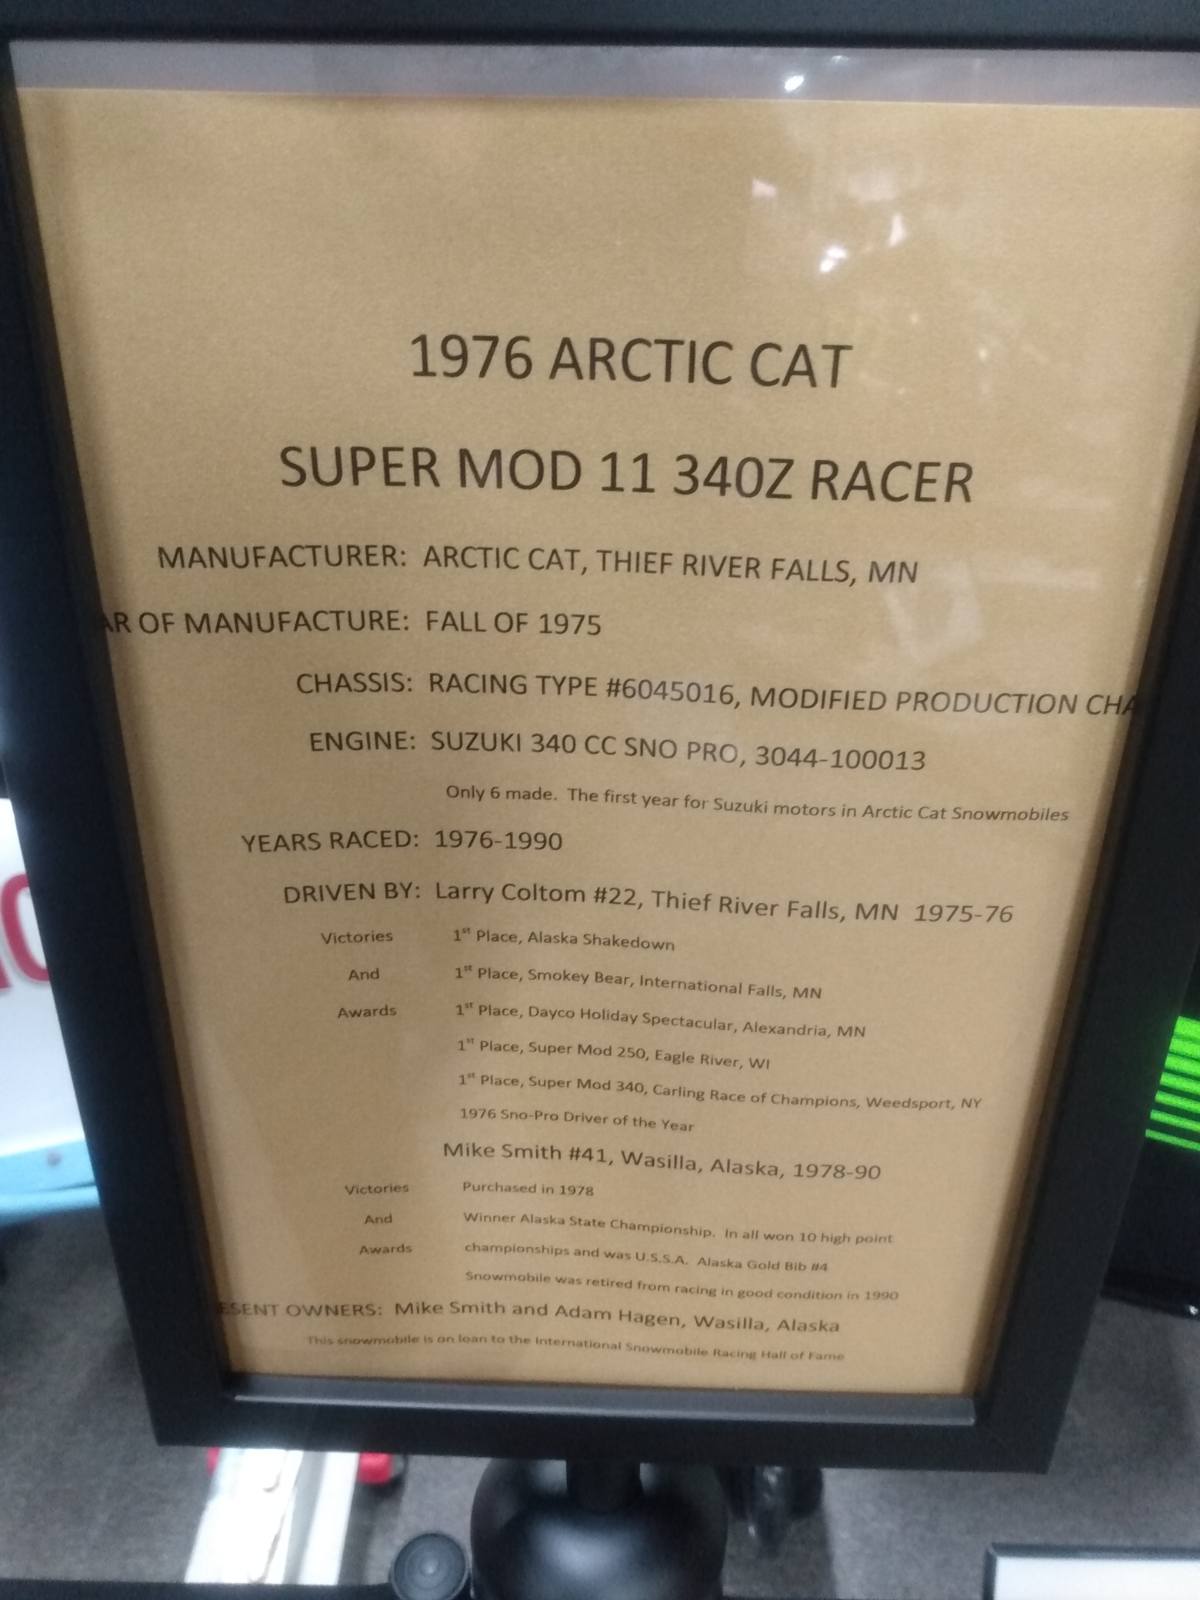 1976 ARCTIC CAT
SUPER MOD 11 340Z RACER
MANUFACTURER: ARCTIC CAT, THIEF RIVER FALLS, MN
AR OF MANUFACTURE: FALL OF 1975
CHASSIS: RACING TYPE #6045016, MODIFIED PRODUCTION CHA
ENGINE: SUZUKI 340 CC SNO PRO, 3044-100013
Only 6 made. The first year for Suzuki motors in Arctic Cat Snowmobiles
YEARS RACED: 1976-1990
DRIVEN BY: Larry Coltom #22, Thief River Falls, MN 1975-76
Victories 1st Place, Alaska Shakedown
And 1st Place, Smokey Bear, International Falls, MN
Awards 1st Place, Dayco Holiday Spectacular, Alexandria, MN
1st Place, Super Mod 250, Eagle River, WI
1st Place, Super Mod 340, Carling Race of Champions, Weedsport, NY
1976 Sno-Pro Driver of the Year
Mike Smith #41, Wasilla, Alaska, 1978-90
Victories Purchased in 1978
And Winner Alaska State Championship. In all won 10 high point
Awards championships and was U.S.S.A. Alaska Gold Bib #4
Snowmobile was retired from racing in good condition in 1990
ESENT OWNERS: Mike Smith and Adam Hagen, Wasilla, Alaska
This snowmobile is on loan to the International Snowmobile Racing Hall of Fame